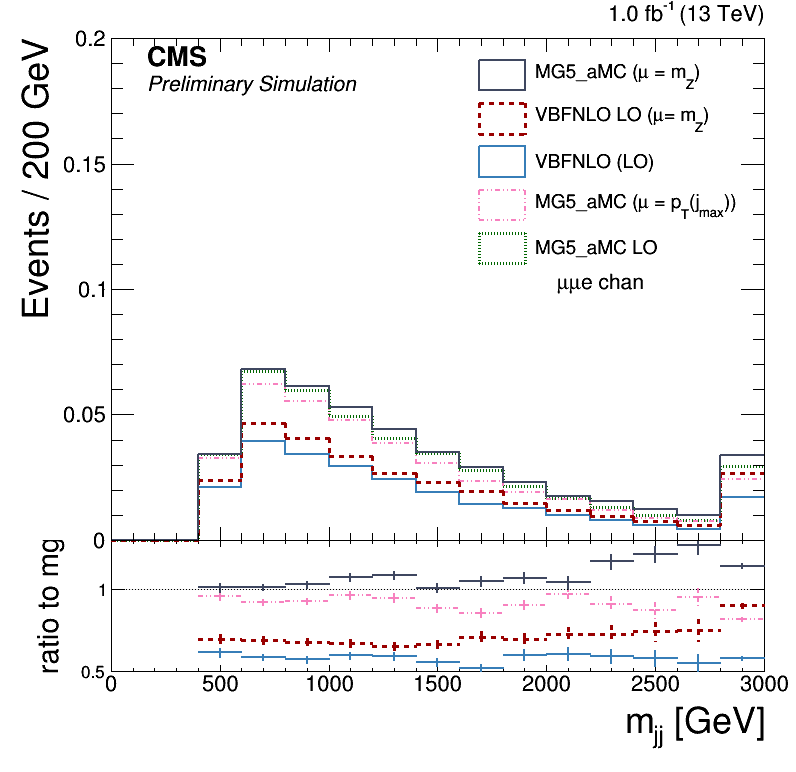 1.0 fb⁻¹ (13 TeV)
CMS
Preliminary Simulation
MG5_aMC (μ = m_Z)
VBFNLO LO (μ= m_Z)
VBFNLO (LO)
MG5_aMC (μ = p_T(j_max))
MG5_aMC LO
μμe chan
Events / 200 GeV
0.2
0.15
0.1
0.05
0
ratio to mg
1
0.5
0 500 1000 1500 2000 2500 3000
m_jj [GeV]